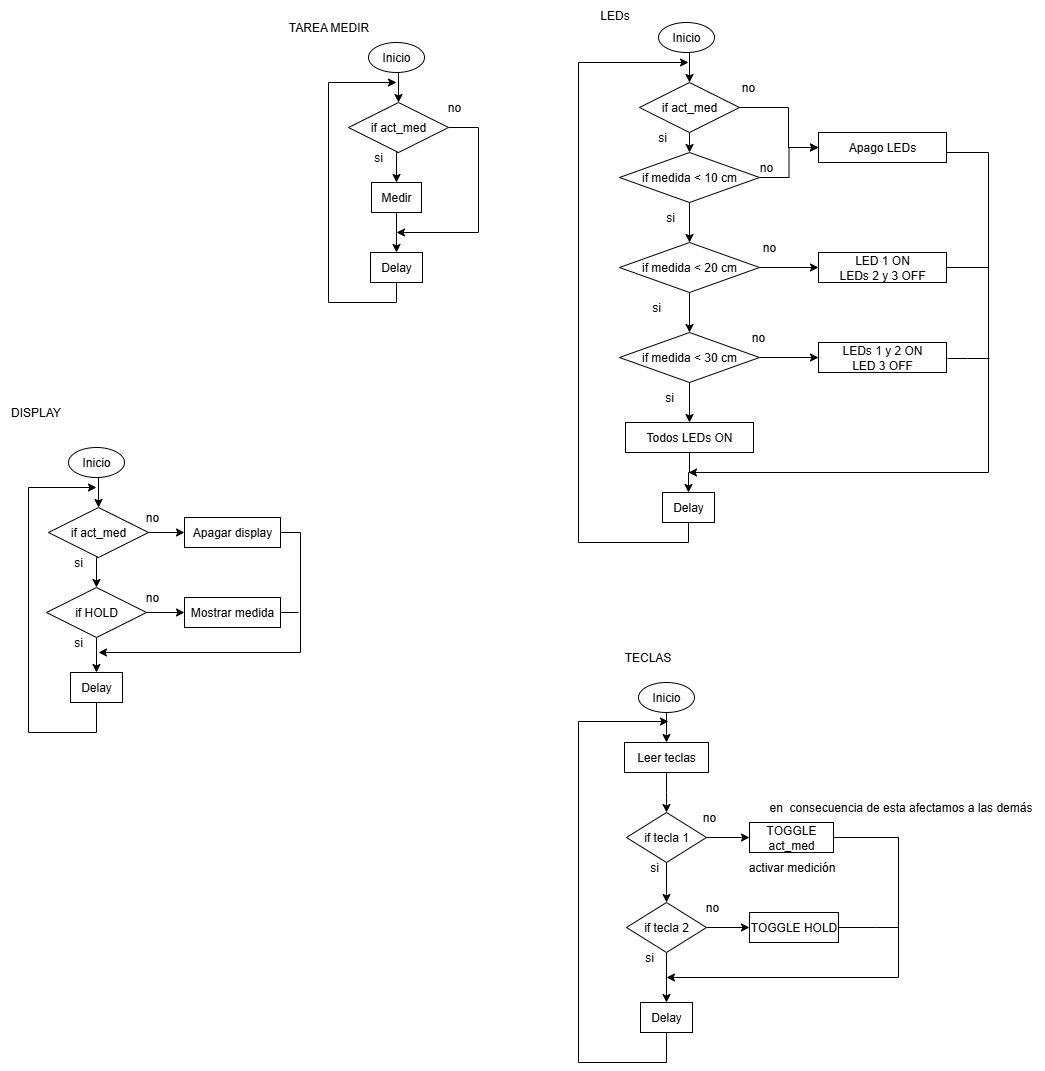 TAREA MEDIR
Inicio
if act_med
no
si
Medir
Delay
LEDs
Inicio
if act_med
no
si
Apago LEDs
if medida < 10 cm
no
si
if medida < 20 cm
no
LED 1 ON
LEDs 2 y 3 OFF
si
if medida < 30 cm
no
LEDs 1 y 2 ON
LED 3 OFF
si
Todos LEDs ON
Delay
DISPLAY
Inicio
if act_med
no
Apagar display
si
if HOLD
no
Mostrar medida
si
Delay
TECLAS
Inicio
Leer teclas
en consecuencia de esta afectamos a las demás
if tecla 1
no
TOGGLE
act_med
activar medición
si
if tecla 2
no
TOGGLE HOLD
si
Delay